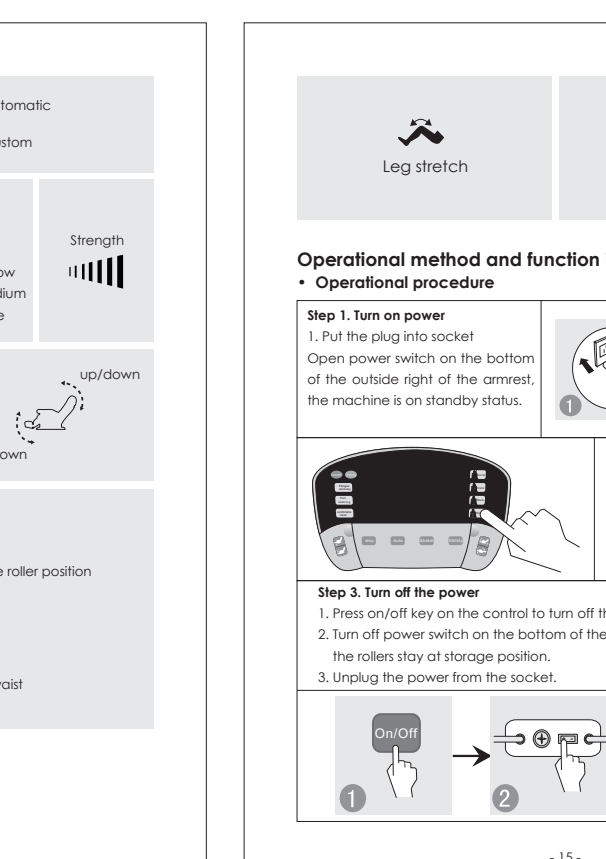 tomatic
stom
Strength
ow
dium
e
up/down
own
e roller position
aist
Leg stretch
Operational method and function
• Operational procedure
Step 1. Turn on power
1. Put the plug into socket
Open power switch on the bottom
of the outside right of the armrest,
the machine is on standby status.
1
Step 3. Turn off the power
1. Press on/off key on the control to turn off th
2. Turn off power switch on the bottom of the
the rollers stay at storage position.
3. Unplug the power from the socket.
On/Off
1
2
- 15 -